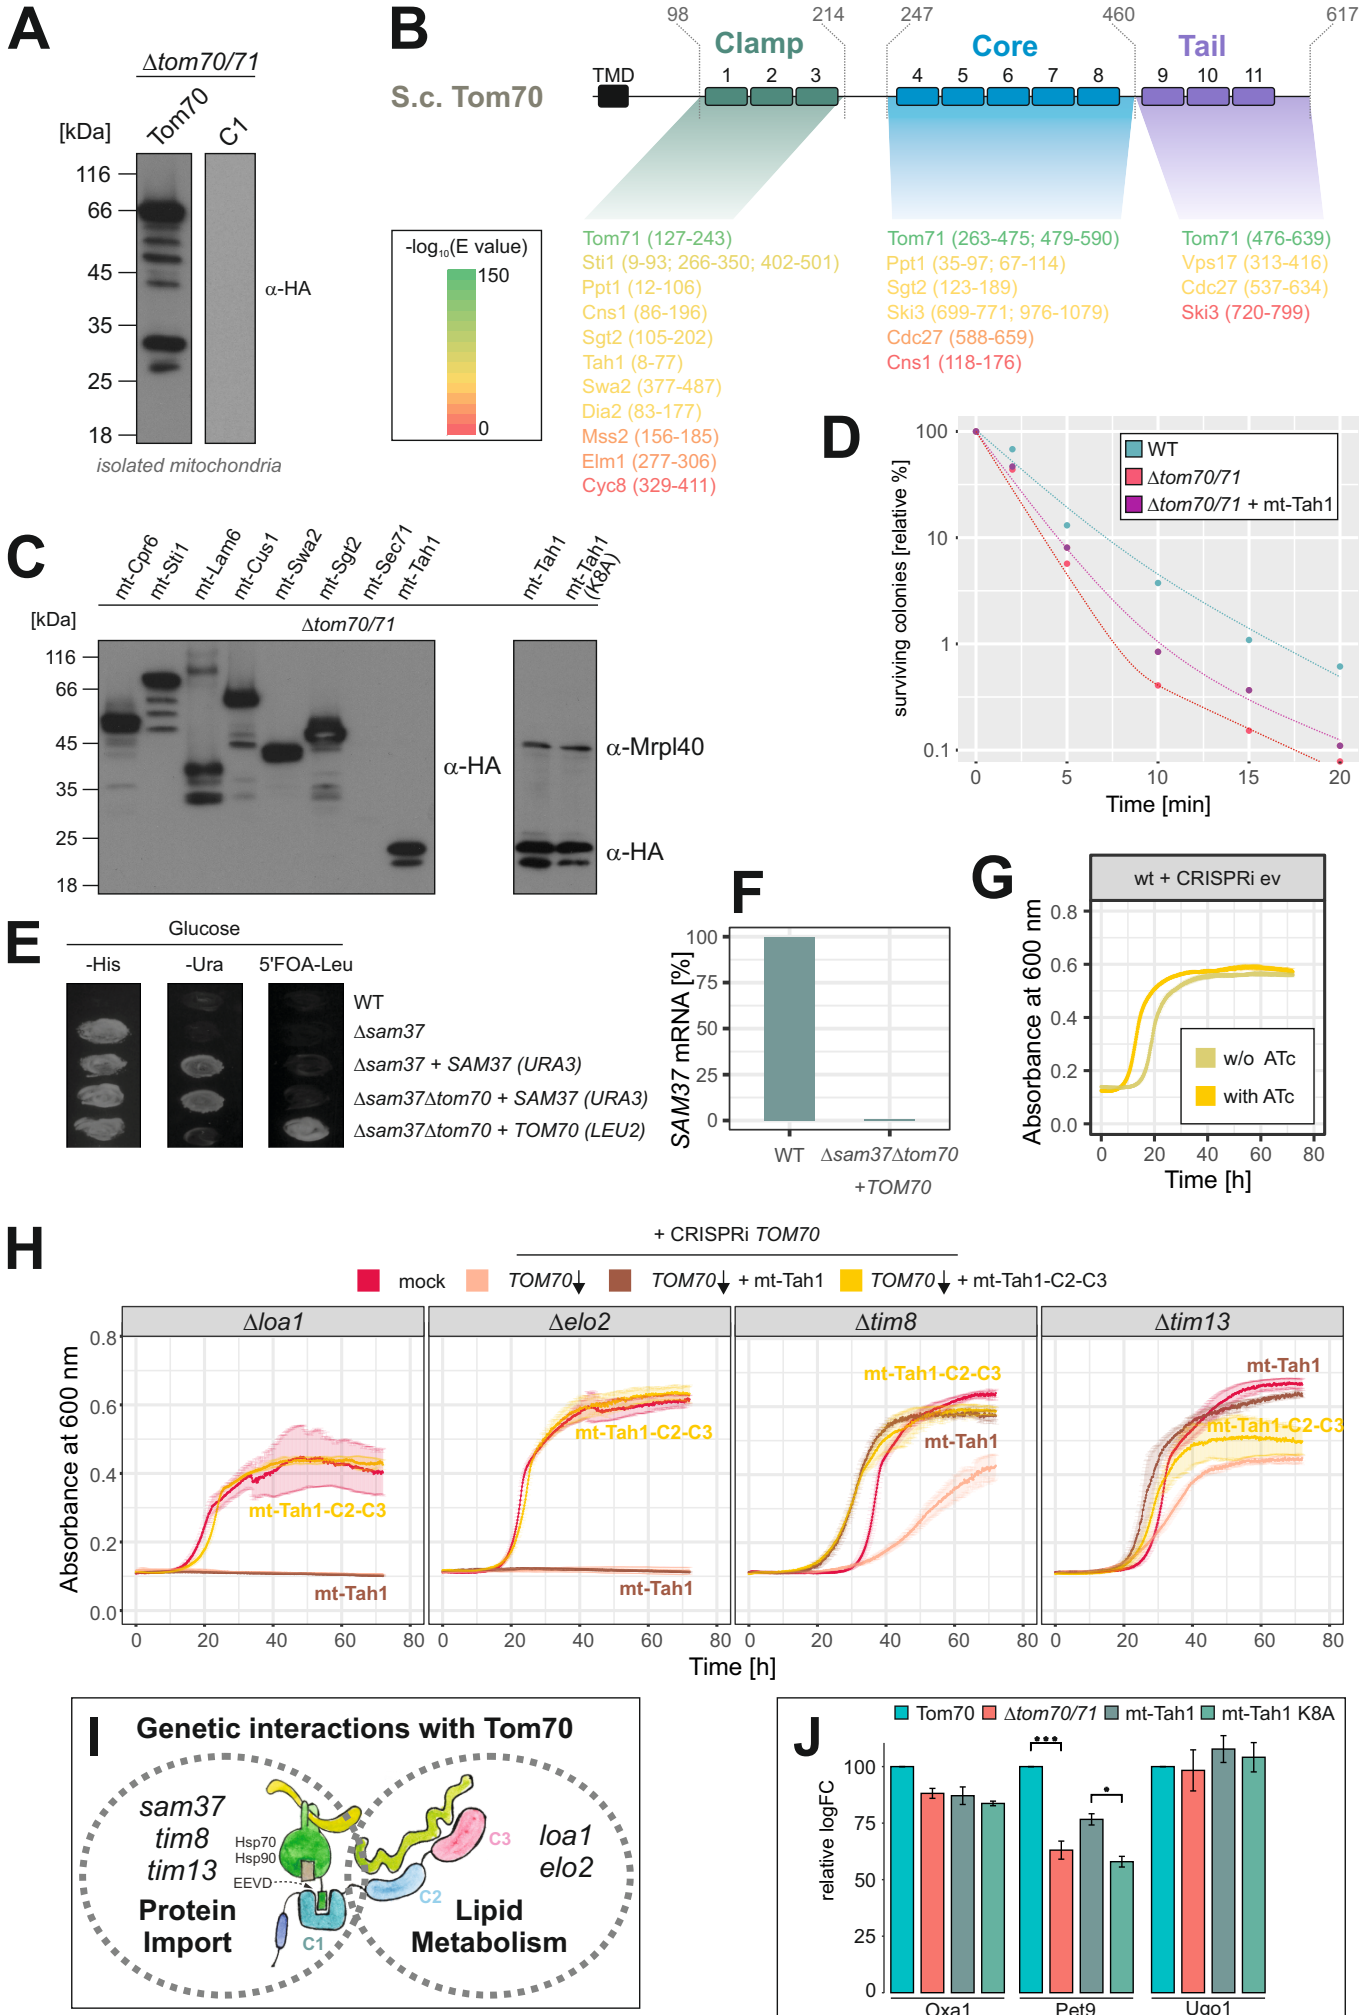 A
Δtom70/71
Tom70
C1
[kDa]
116
66
45
35
25
18
α-HA
isolated mitochondria
B
98
214
247
460
617
Clamp
Core
Tail
S.c. Tom70
TMD
1
2
3
4
5
6
7
8
9
10
11
-log10(E value)
150
0
Tom71 (127-243)
Sti1 (9-93; 266-350; 402-501)
Ppt1 (12-106)
Cns1 (86-196)
Sgt2 (105-202)
Tah1 (8-77)
Swa2 (377-487)
Dia2 (83-177)
Mss2 (156-185)
Elm1 (277-306)
Cyc8 (329-411)
Tom71 (263-475; 479-590)
Ppt1 (35-97; 67-114)
Sgt2 (123-189)
Ski3 (699-771; 976-1079)
Cdc27 (588-659)
Cns1 (118-176)
Tom71 (476-639)
Vps17 (313-416)
Cdc27 (537-634)
Ski3 (720-799)
C
mt-Cpr6
mt-Sti1
mt-Lam6
mt-Cus1
mt-Swa2
mt-Sgt2
mt-Sec71
mt-Tah1
mt-Tah1
mt-Tah1
(K8A)
[kDa]
Δtom70/71
116
66
45
35
25
18
α-HA
α-Mrpl40
α-HA
D
surviving colonies [relative %]
100
10
1
0.1
0
5
10
15
20
Time [min]
WT
Δtom70/71
Δtom70/71 + mt-Tah1
E
Glucose
-His
-Ura
5'FOA-Leu
WT
Δsam37
Δsam37 + SAM37 (URA3)
Δsam37Δtom70 + SAM37 (URA3)
Δsam37Δtom70 + TOM70 (LEU2)
F
SAM37 mRNA [%]
100
75
50
25
0
WT
Δsam37Δtom70
+TOM70
G
wt + CRISPRi ev
Absorbance at 600 nm
0.8
0.6
0.4
0.2
0.0
w/o ATc
with ATc
0
20
40
60
80
Time [h]
H
+ CRISPRi TOM70
mock
TOM70↓
TOM70↓ + mt-Tah1
TOM70↓ + mt-Tah1-C2-C3
Δloa1
Δelo2
Δtim8
Δtim13
Absorbance at 600 nm
0.8
0.6
0.4
0.2
0.0
mt-Tah1-C2-C3
mt-Tah1
mt-Tah1-C2-C3
mt-Tah1
mt-Tah1-C2-C3
mt-Tah1
mt-Tah1
mt-Tah1-C2-C3
0 20 40 60 80
0 20 40 60 80
0 20 40 60 80
0 20 40 60 80
Time [h]
I
Genetic interactions with Tom70
sam37
tim8
tim13
Hsp70
Hsp90
EEVD
Protein
Import
C1
C2
C3
loa1
elo2
Lipid
Metabolism
J
Tom70
Δtom70/71
mt-Tah1
mt-Tah1 K8A
relative logFC
100
75
50
25
0
***
*
Oxa1
Pet9
Ugo1